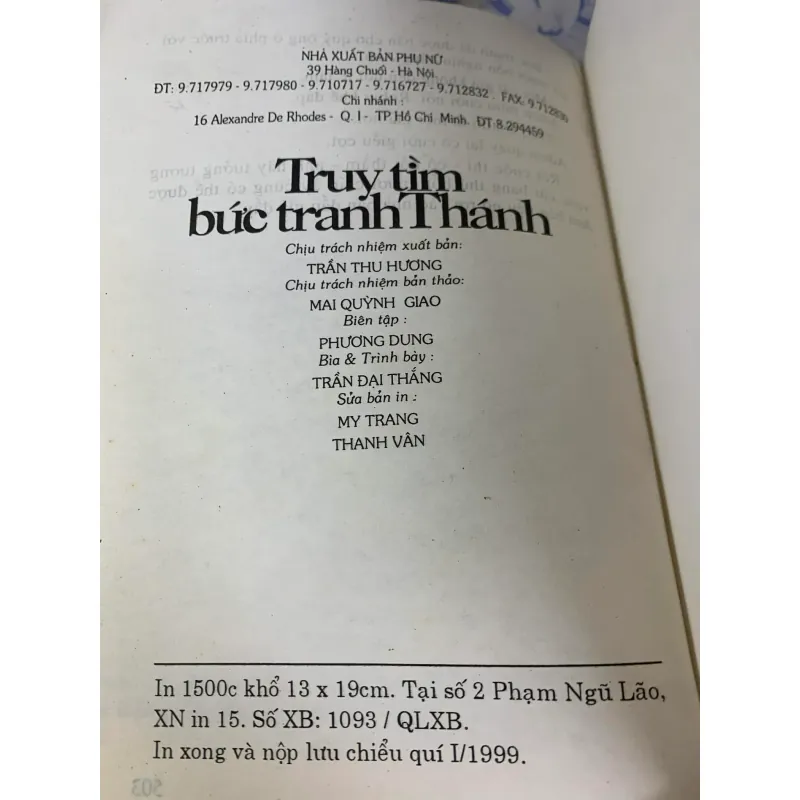 NHÀ XUẤT BẢN PHỤ NỮ
39 Hàng Chuối - Hà Nội
ĐT: 9.717979 - 9.717980 - 9.710717 - 9.716727 - 9.712832 . FAX: 9.712830
Chi nhánh :
16 Alexandre De Rhodes - Q. I - TP Hồ Chí Minh. ĐT 8.294459
Truy tìm
bức tranh Thánh
Chịu trách nhiệm xuất bản:
TRẦN THU HƯƠNG
Chịu trách nhiệm bản thảo:
MAI QUỲNH GIAO
Biên tập :
PHƯƠNG DUNG
Bìa & Trình bày :
TRẦN ĐẠI THẮNG
Sửa bản in :
MY TRANG
THANH VÂN
In 1500c khổ 13 x 19cm. Tại số 2 Phạm Ngũ Lão,
XN in 15. Số XB: 1093 / QLXB.
In xong và nộp lưu chiểu quí I/1999.